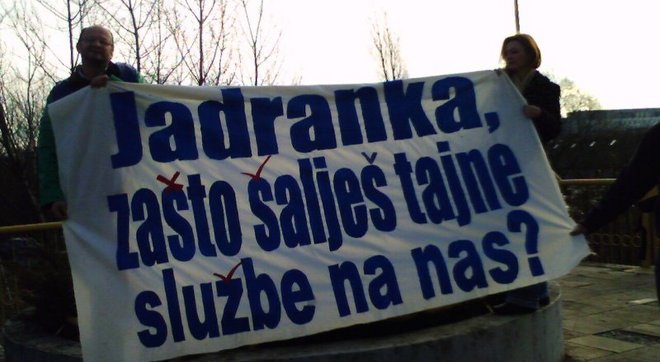 Jadranka,
zašto šalješ tajne
službe na nas?